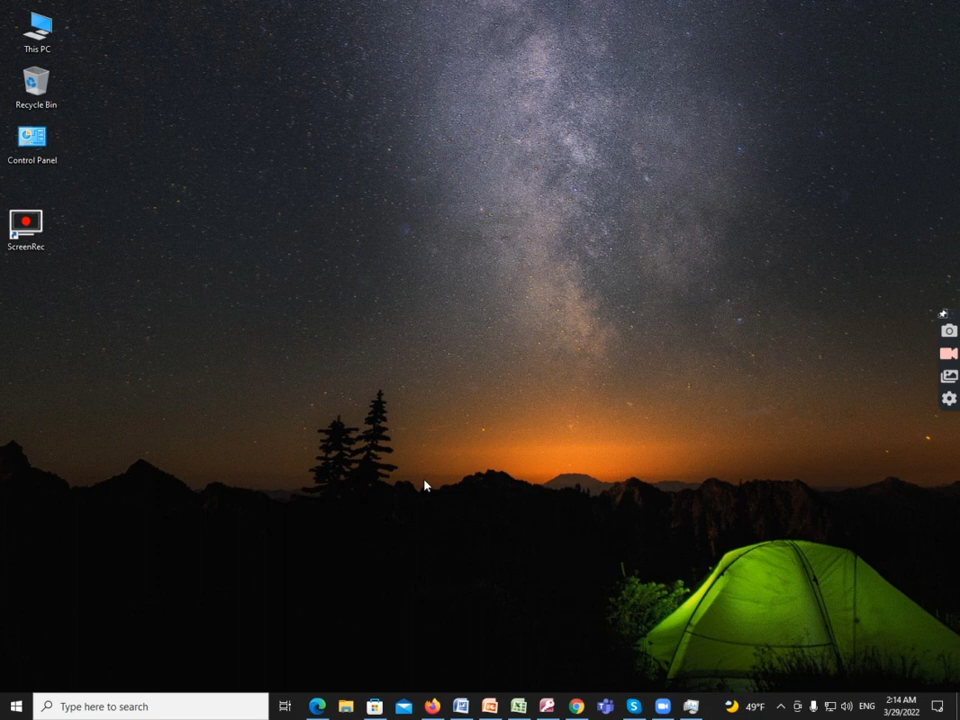 This PC
Recycle Bin
Control Panel
ScreenRec
Type here to search
49°F
ENG
2:14 AM
3/29/2022